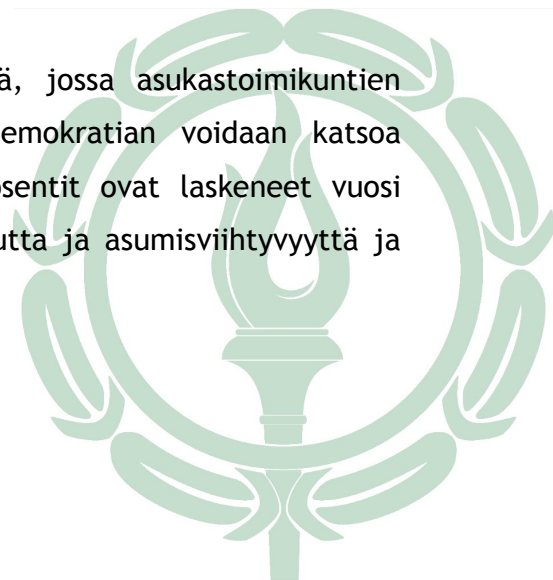 ä, jossa asukastoimikuntien
emokratian voidaan katsoa
osentit ovat laskeneet vuosi
utta ja asumisviihtyvyyttä ja